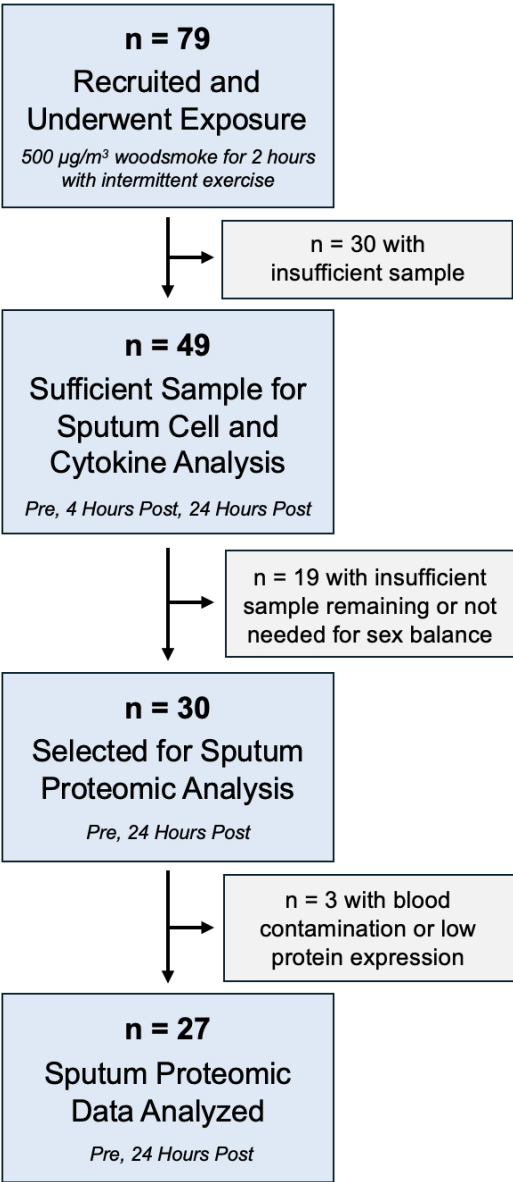 n = 79
Recruited and
Underwent Exposure
500 µg/m³ woodsmoke for 2 hours
with intermittent exercise
n = 30 with
insufficient sample
n = 49
Sufficient Sample for
Sputum Cell and
Cytokine Analysis
Pre, 4 Hours Post, 24 Hours Post
n = 19 with insufficient
sample remaining or not
needed for sex balance
n = 30
Selected for Sputum
Proteomic Analysis
Pre, 24 Hours Post
n = 3 with blood
contamination or low
protein expression
n = 27
Sputum Proteomic
Data Analyzed
Pre, 24 Hours Post